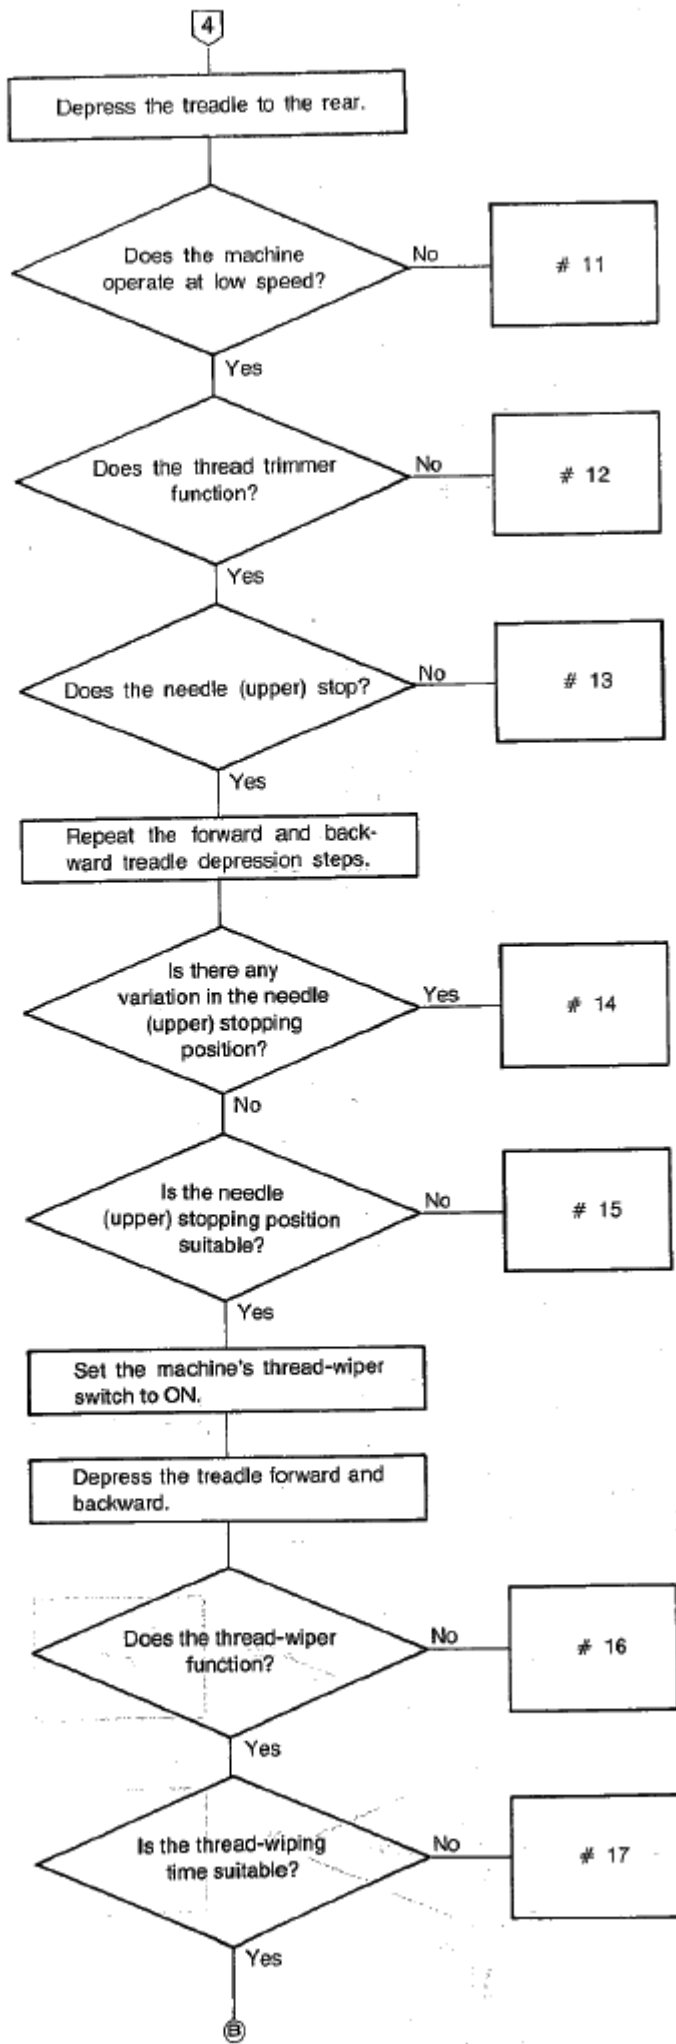 4
Depress the treadle to the rear.
Does the machine
operate at low speed?
No
# 11
Yes
Does the thread trimmer
function?
No
# 12
Yes
Does the needle (upper) stop?
No
# 13
Yes
Repeat the forward and back-
ward treadle depression steps.
Is there any
variation in the needle
(upper) stopping
position?
Yes
# 14
No
Is the needle
(upper) stopping position
suitable?
No
# 15
Yes
Set the machine's thread-wiper
switch to ON.
Depress the treadle forward and
backward.
Does the thread-wiper
function?
No
# 16
Yes
Is the thread-wiping
time suitable?
No
# 17
Yes
B